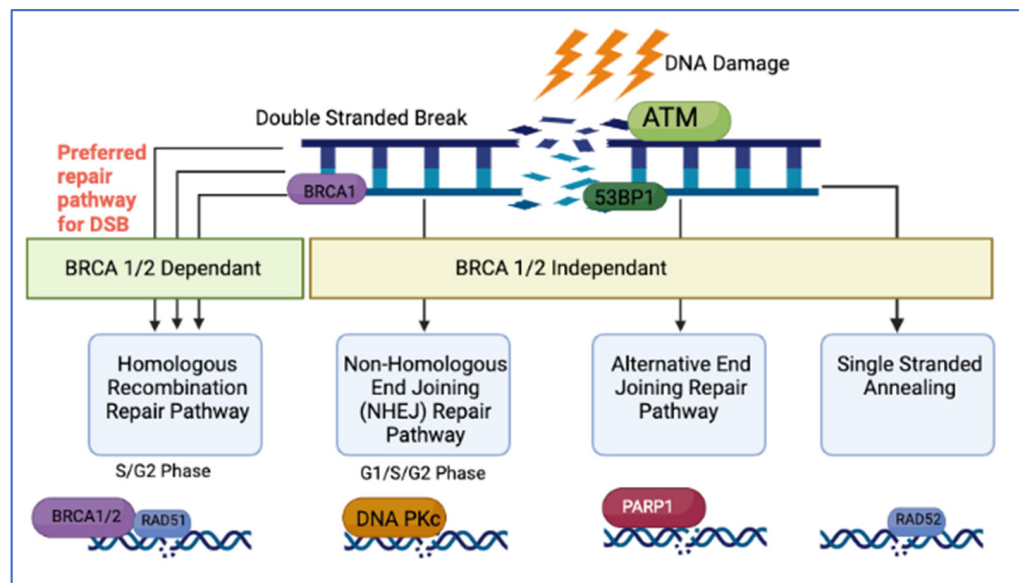 DNA Damage
ATM
Double Stranded Break
Preferred
repair
pathway
for DSB
BRCA1
53BP1
BRCA 1/2 Dependant
BRCA 1/2 Independant
Homologous
Recombination
Repair Pathway
Non-Homologous
End Joining
(NHEJ) Repair
Pathway
Alternative End
Joining Repair
Pathway
Single Stranded
Annealing
S/G2 Phase
G1/S/G2 Phase
BRCA1/2
RAD51
DNA PKc
PARP1
RAD52